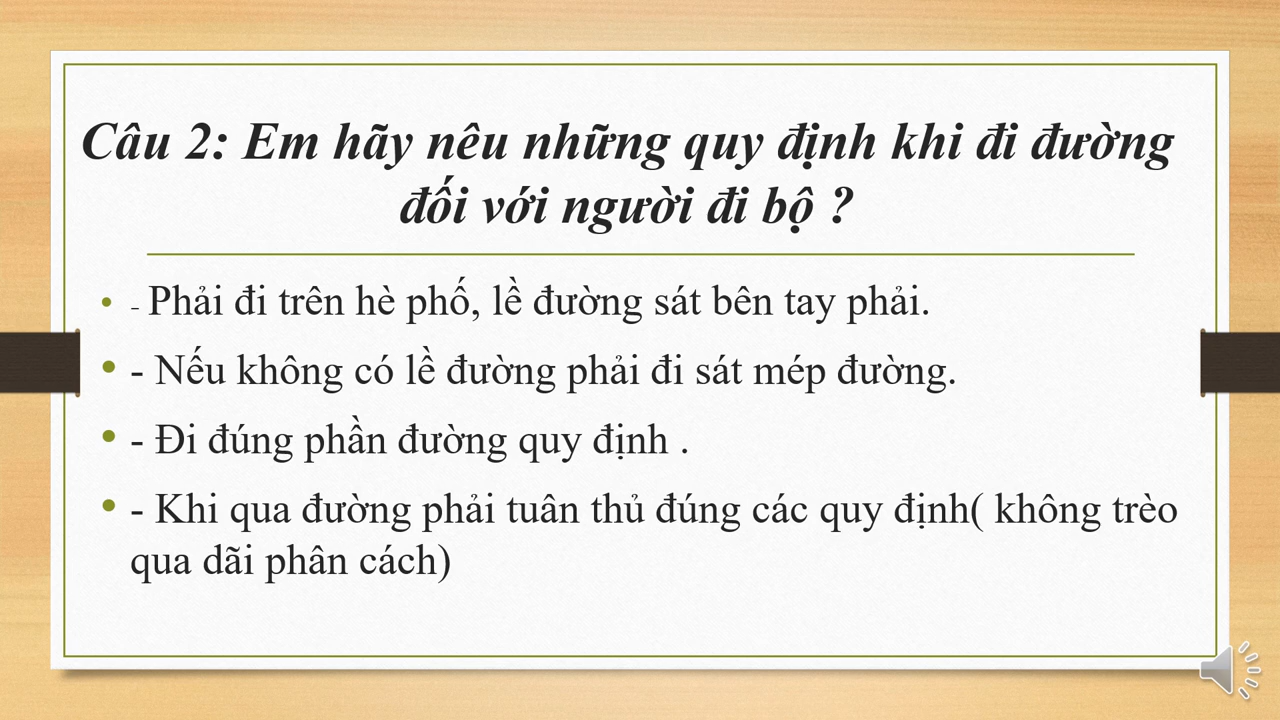 Câu 2: Em hãy nêu những quy định khi đi đường
đối với người đi bộ ?
• - Phải đi trên hè phố, lề đường sát bên tay phải.
• - Nếu không có lề đường phải đi sát mép đường.
• - Đi đúng phần đường quy định .
• - Khi qua đường phải tuân thủ đúng các quy định( không trèo
qua dãi phân cách)